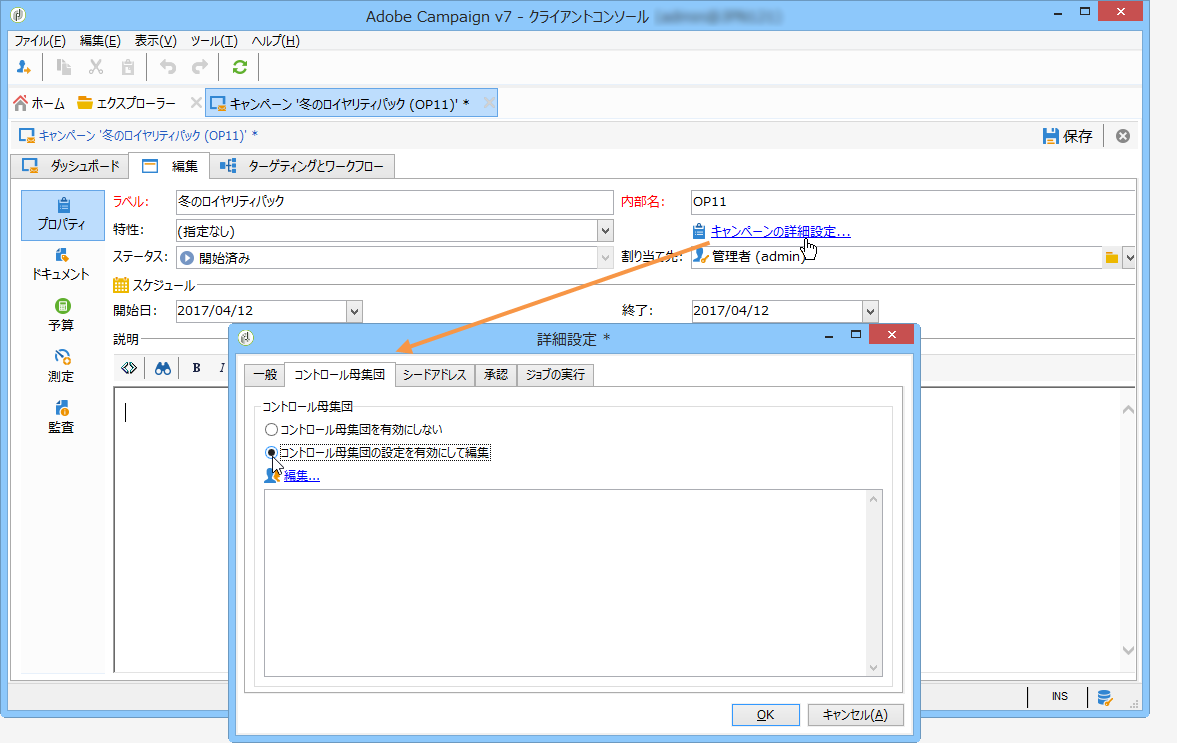 Adobe Campaign v7 - クライアントコンソール
ファイル(F) 編集(E) 表示(V) ツール(T) ヘルプ(H)
ホーム エクスプローラー キャンペーン '冬のロイヤリティパック (OP11)' *
キャンペーン '冬のロイヤリティパック (OP11)' * 保存
ダッシュボード 編集 ターゲティングとワークフロー
プロパティ
ドキュメント
予算
測定
監査
ラベル: 冬のロイヤリティパック 内部名: OP11
特性: (指定なし) キャンペーンの詳細設定...
ステータス: 開始済み 割り当て先: 管理者 (admin)
スケジュール
開始日: 2017/04/12 終了: 2017/04/12
説明
B I
詳細設定 *
一般 コントロール母集団 シードアドレス 承認 ジョブの実行
コントロール母集団
コントロール母集団を有効にしない
コントロール母集団の設定を有効にして編集
編集...
OK キャンセル(A)
INS